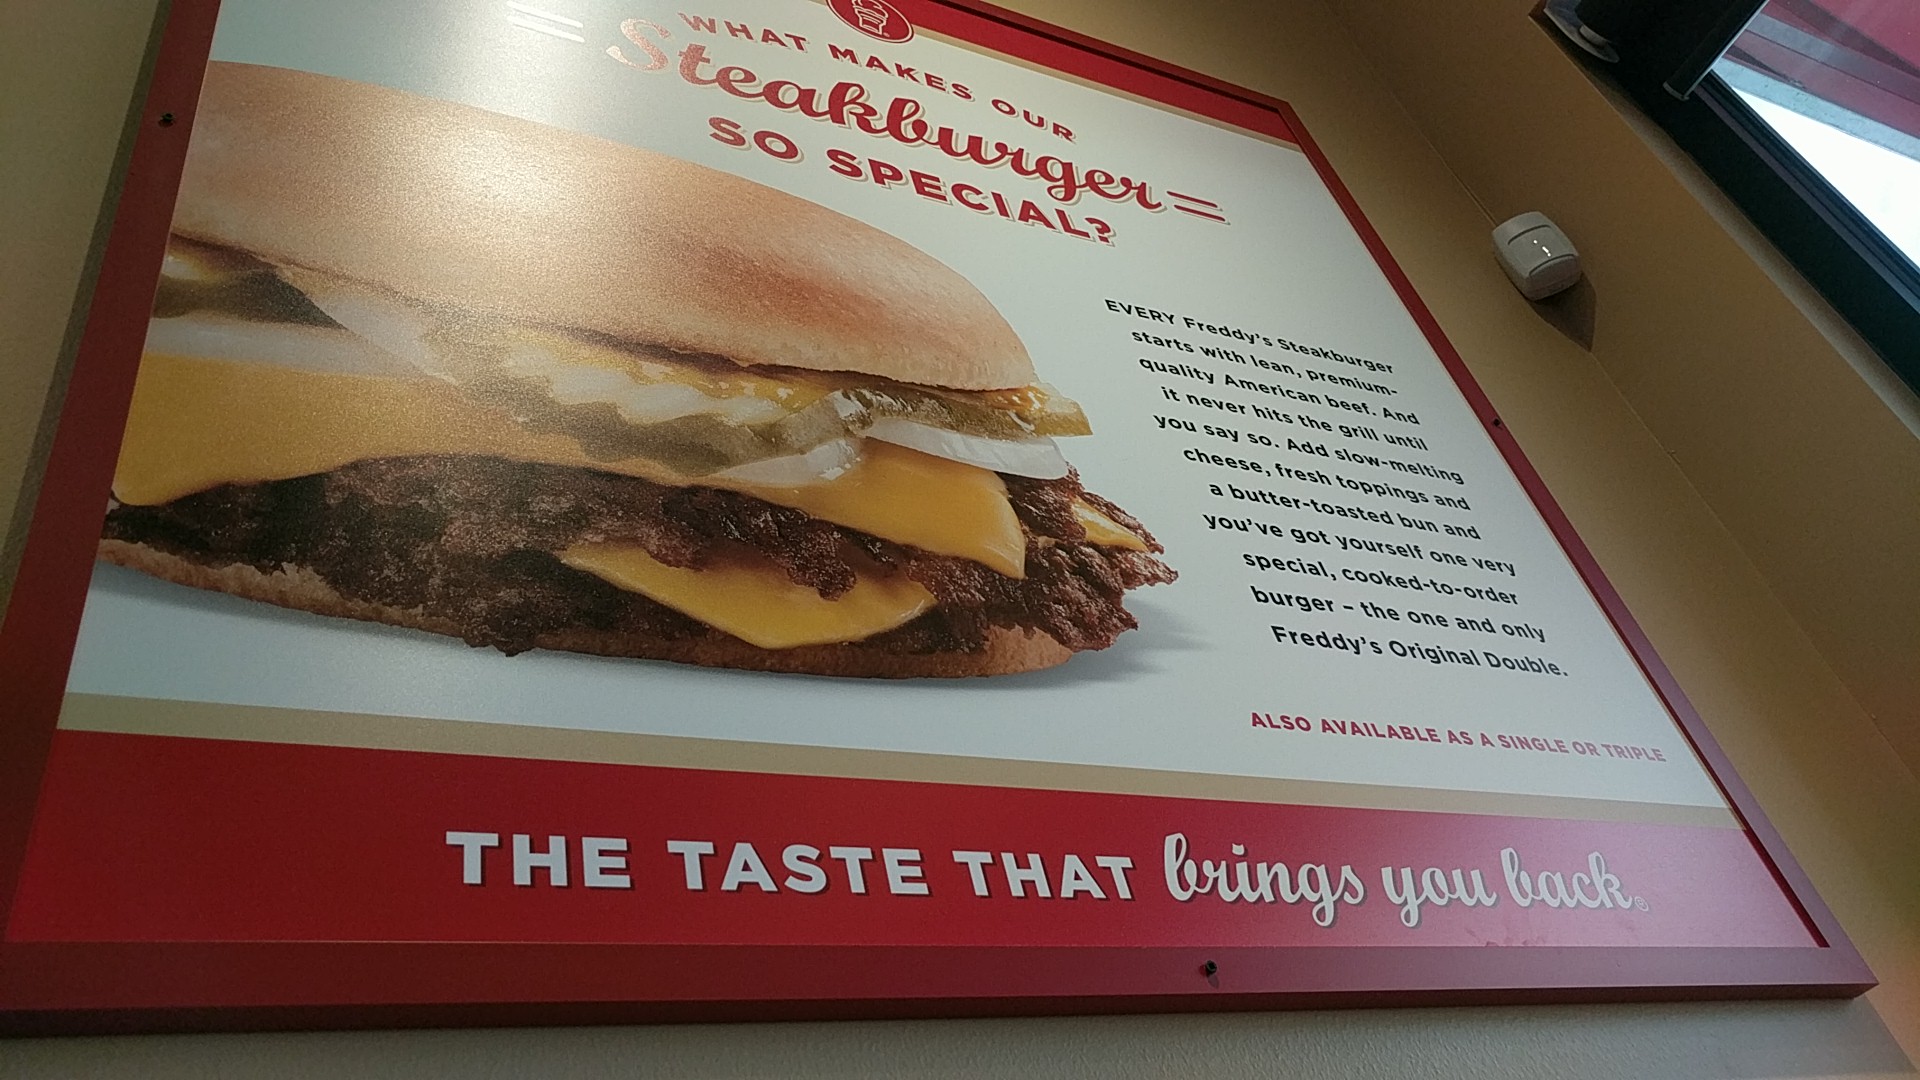 WHAT MAKES OUR
Steakburger
SO SPECIAL?
EVERY Freddy's Steakburger
starts with lean, premium-
quality American beef. And
it never hits the grill until
you say so. Add slow-melting
cheese, fresh toppings and
a butter-toasted bun and
you've got yourself one very
special, cooked-to-order
burger – the one and only
Freddy's Original Double.
ALSO AVAILABLE AS A SINGLE OR TRIPLE
THE TASTE THAT brings you back.®